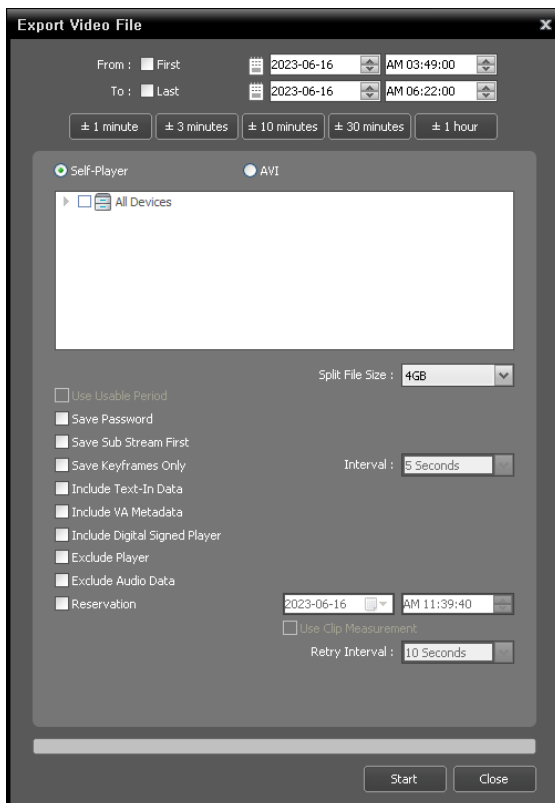 Export Video File x
From : First 2023-06-16 AM 03:49:00
To : Last 2023-06-16 AM 06:22:00
± 1 minute ± 3 minutes ± 10 minutes ± 30 minutes ± 1 hour
Self-Player AVI
All Devices
Split File Size : 4GB
Use Usable Period
Save Password
Save Sub Stream First
Save Keyframes Only Interval : 5 Seconds
Include Text-In Data
Include VA Metadata
Include Digital Signed Player
Exclude Player
Exclude Audio Data
Reservation 2023-06-16 AM 11:39:40
Use Clip Measurement
Retry Interval : 10 Seconds
Start Close